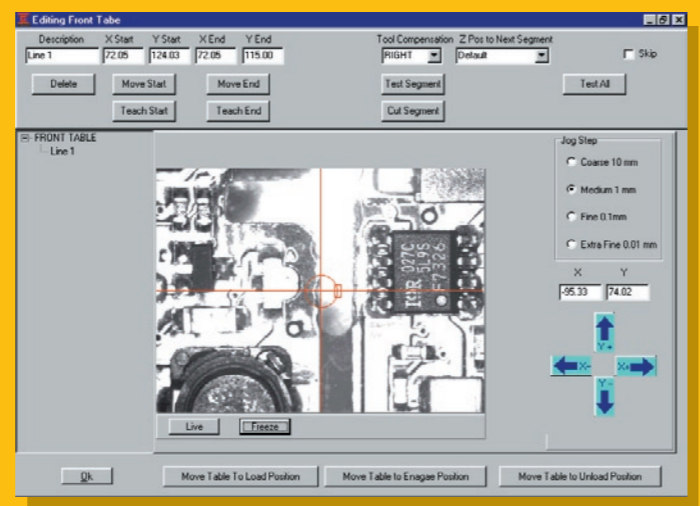 Editing Front Tabe
Description X Start Y Start X End Y End Tool Compensation Z Pos to Next Segment
Line 1 72.05 124.03 72.05 115.00 RIGHT Default Skip
Delete Move Start Move End Test Segment Test All
Teach Start Teach End Cut Segment
FRONT TABLE
Line 1
Jog Step
Coarse 10 mm
Medium 1 mm
Fine 0.1mm
Extra Fine 0.01 mm
X Y
-95.33 74.02
Y+
X- X+
Y-
I⊙R 027C
5L9S
F7326
Live Freeze
Ok Move Table To Load Position Move Table to Enagae Position Move Table to Unload Position